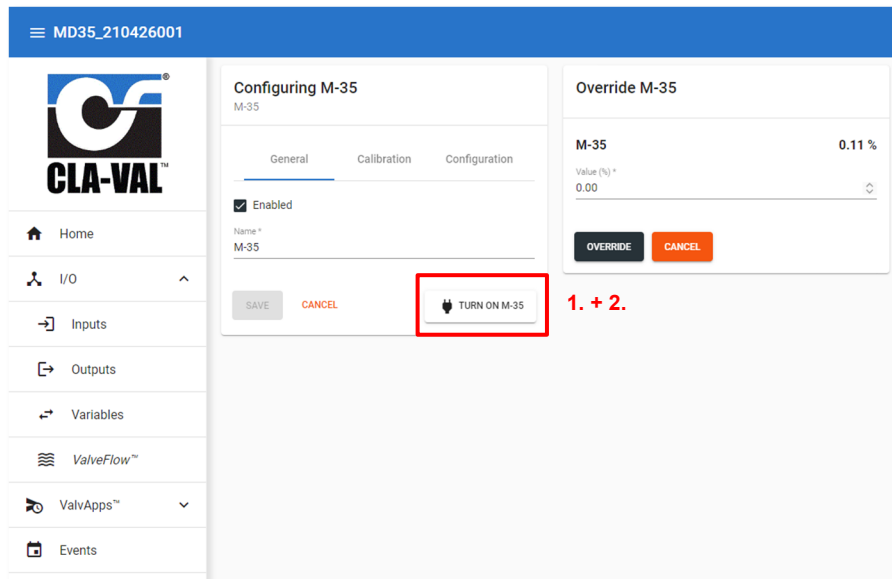 MD35_210426001
®
CLA-VAL™
Home
I/O
Inputs
Outputs
Variables
ValveFlow™
ValvApps™
Events
Configuring M-35
M-35
General Calibration Configuration
Enabled
Name *
M-35
SAVE CANCEL TURN ON M-35
1. + 2.
Override M-35
M-35 0.11 %
Value (%) *
0.00
OVERRIDE CANCEL